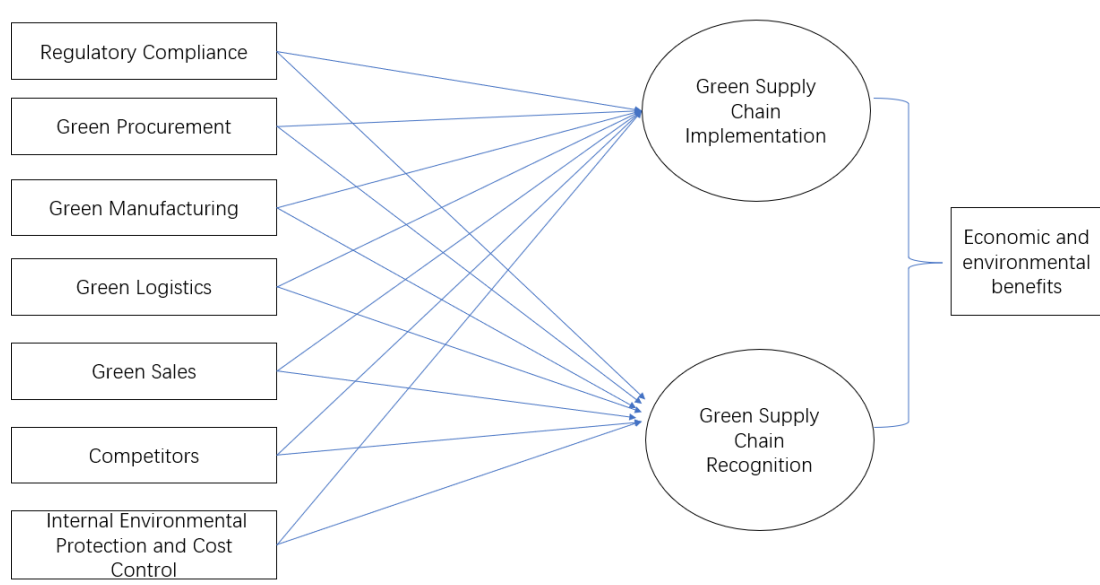 Regulatory Compliance
Green Procurement
Green Manufacturing
Green Logistics
Green Sales
Competitors
Internal Environmental
Protection and Cost
Control
Green Supply
Chain
Implementation
Green Supply
Chain
Recognition
Economic and
environmental
benefits